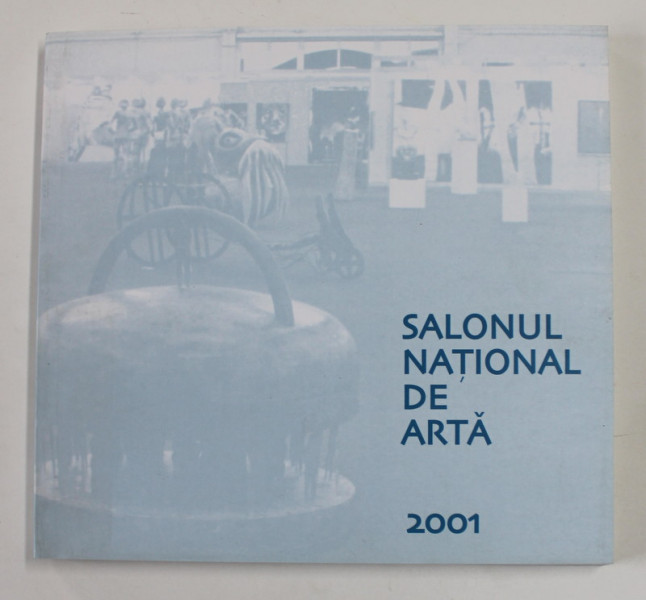 SALONUL
NAȚIONAL
DE
ARTĂ
2001